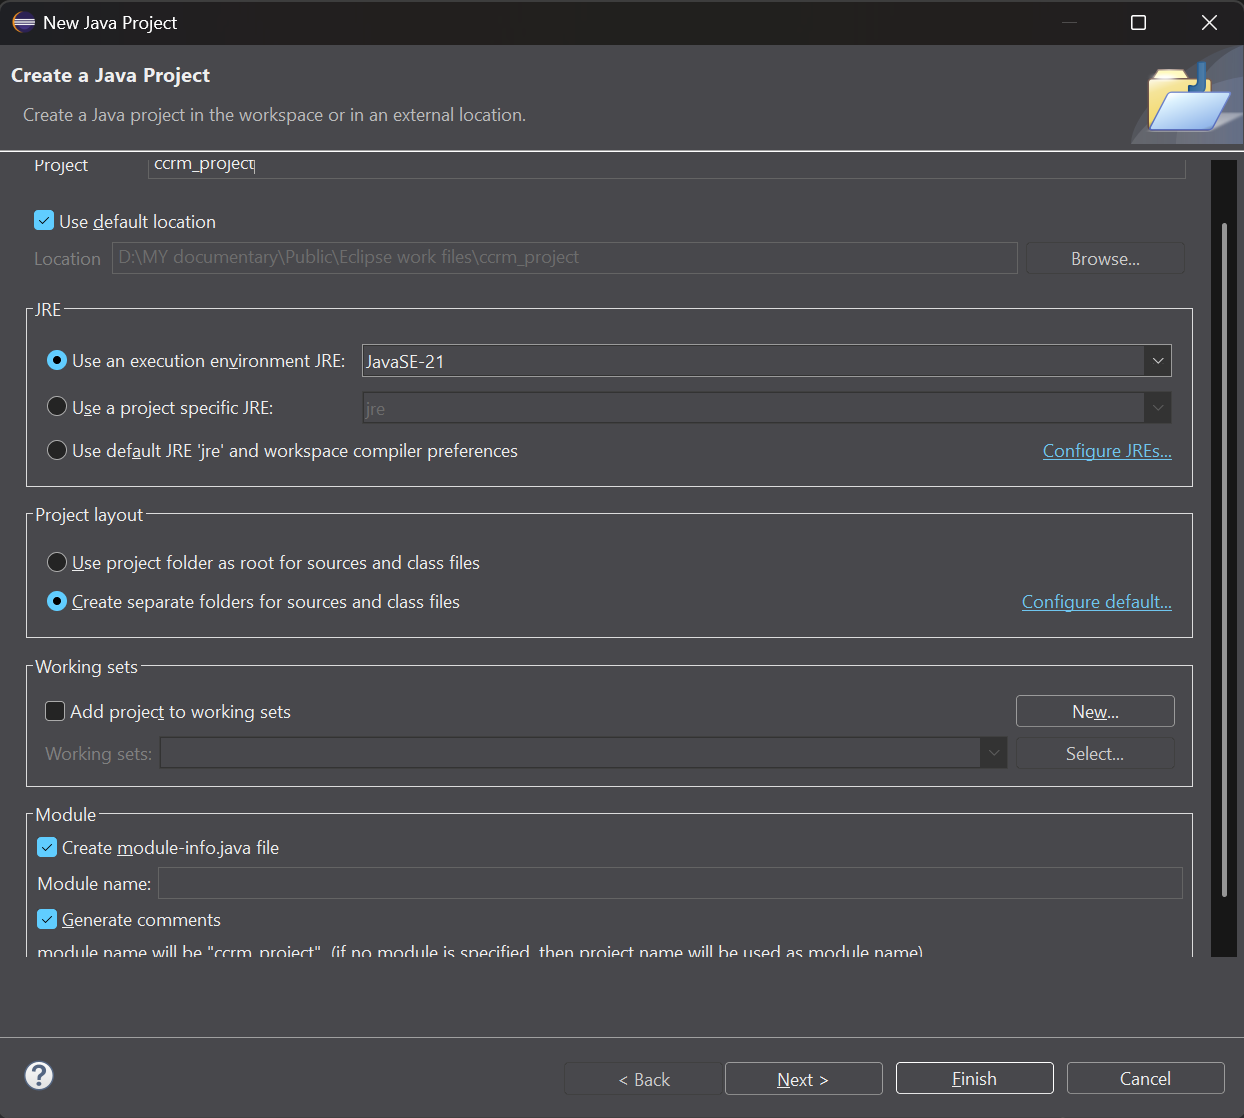 New Java Project
Create a Java Project
Create a Java project in the workspace or in an external location.
Project ccrm_project
Use default location
Location D:\MY documentary\Public\Eclipse work files\ccrm_project Browse...
JRE
Use an execution environment JRE: JavaSE-21
Use a project specific JRE: jre
Use default JRE 'jre' and workspace compiler preferences Configure JREs...
Project layout
Use project folder as root for sources and class files
Create separate folders for sources and class files Configure default...
Working sets
Add project to working sets New...
Working sets: Select...
Module
Create module-info.java file
Module name:
Generate comments
module name will be "ccrm_project" (if no module is specified, then project name will be used as module name)
? < Back Next > Finish Cancel